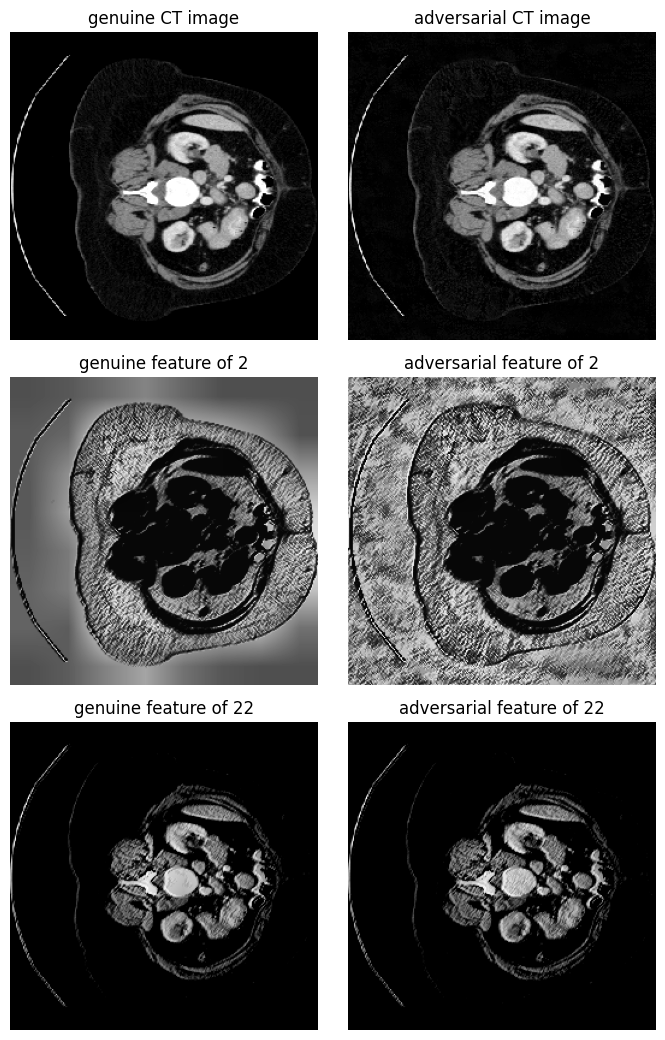 genuine CT image
adversarial CT image
genuine feature of 2
adversarial feature of 2
genuine feature of 22
adversarial feature of 22